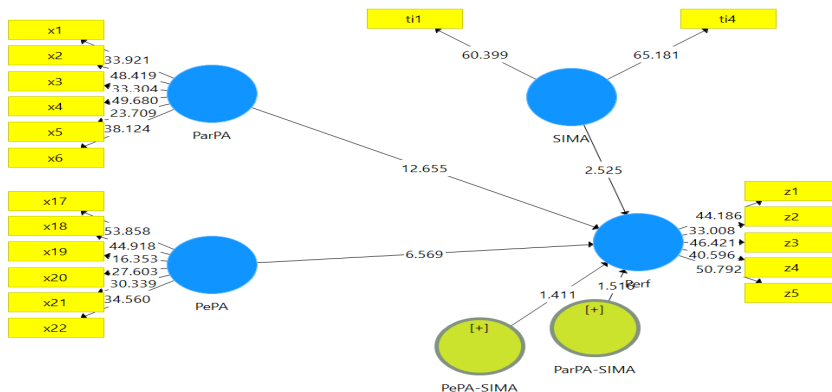 x1
x2
x3
x4
x5
x6
33.921
48.419
33.304
49.680
23.709
38.124
ParPA
ti1
ti4
60.399
65.181
SIMA
12.655
2.525
x17
x18
x19
x20
x21
x22
53.858
44.918
16.353
27.603
30.339
34.560
PePA
6.569
Perf
z1
z2
z3
z4
z5
44.186
33.008
46.421
40.596
50.792
1.411
[+]
PePA-SIMA
[+]
ParPA-SIMA